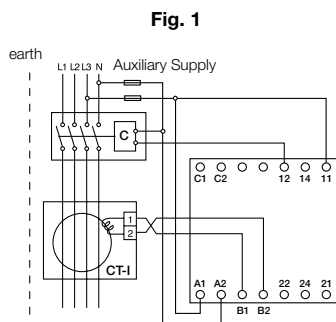 Fig. 1
earth
L1 L2 L3 N Auxiliary Supply
C
C1 C2 12 14 11
1
2
CT-I
A1 A2 22 24 21
B1 B2